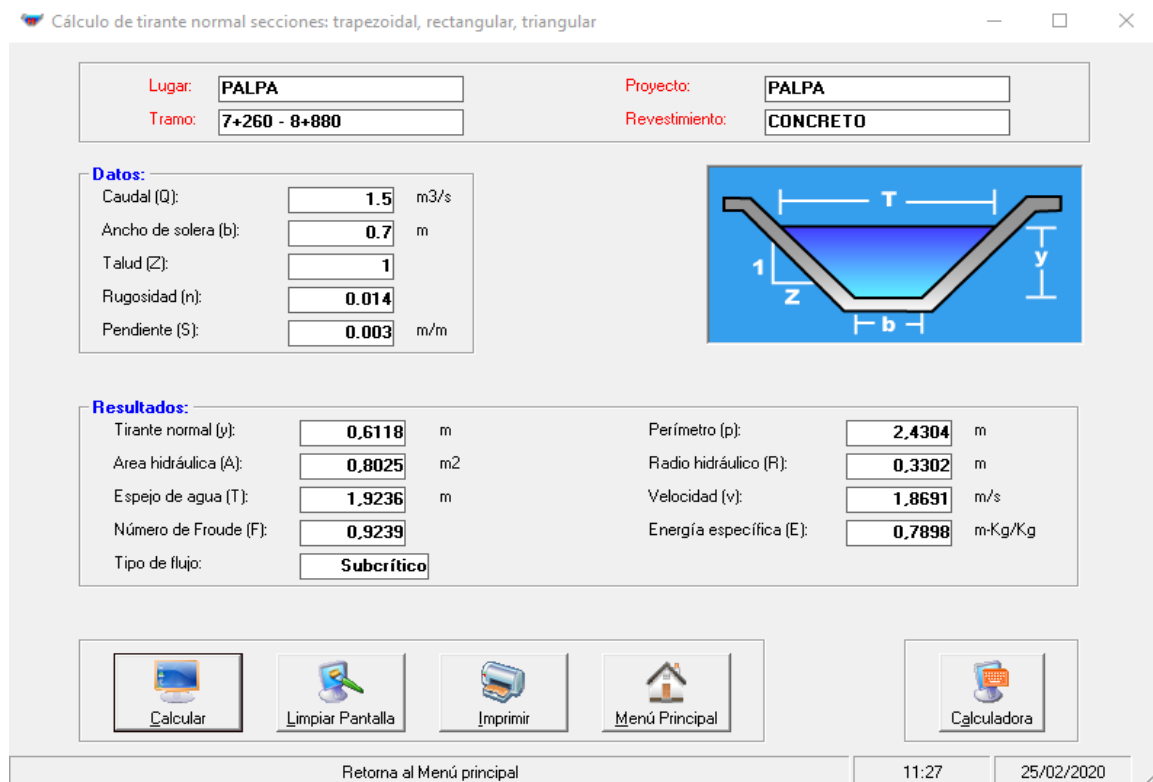 Cálculo de tirante normal secciones: trapezoidal, rectangular, triangular
Lugar: PALPA Proyecto: PALPA
Tramo: 7+260 - 8+880 Revestimiento: CONCRETO
Datos:
Caudal (Q): 1.5 m3/s
Ancho de solera (b): 0.7 m
Talud (Z): 1
Rugosidad (n): 0.014
Pendiente (S): 0.003 m/m
T
y
1
Z
b
Resultados:
Tirante normal (y): 0,6118 m Perímetro (p): 2,4304 m
Area hidráulica (A): 0,8025 m2 Radio hidráulico (R): 0,3302 m
Espejo de agua (T): 1,9236 m Velocidad (v): 1,8691 m/s
Número de Froude (F): 0,9239 Energía específica (E): 0,7898 m-Kg/Kg
Tipo de flujo: Subcrítico
Calcular Limpiar Pantalla Imprimir Menú Principal Calculadora
Retorna al Menú principal 11:27 25/02/2020